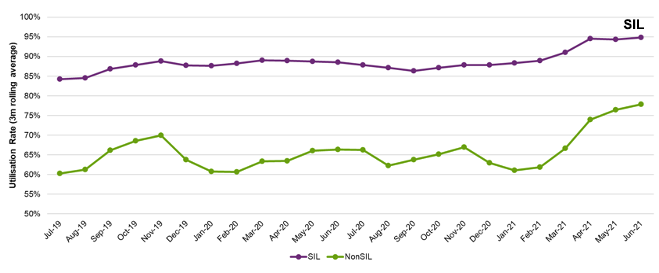 100%
SIL
95%
90%
85%
80%
75%
70%
65%
60%
55%
50%
Utilisation Rate (3m rolling average)
Jul-19 Aug-19 Sep-19 Oct-19 Nov-19 Dec-19 Jan-20 Feb-20 Mar-20 Apr-20 May-20 Jun-20 Jul-20 Aug-20 Sep-20 Oct-20 Nov-20 Dec-20 Jan-21 Feb-21 Mar-21 Apr-21 May-21 Jun-21
SIL NonSIL